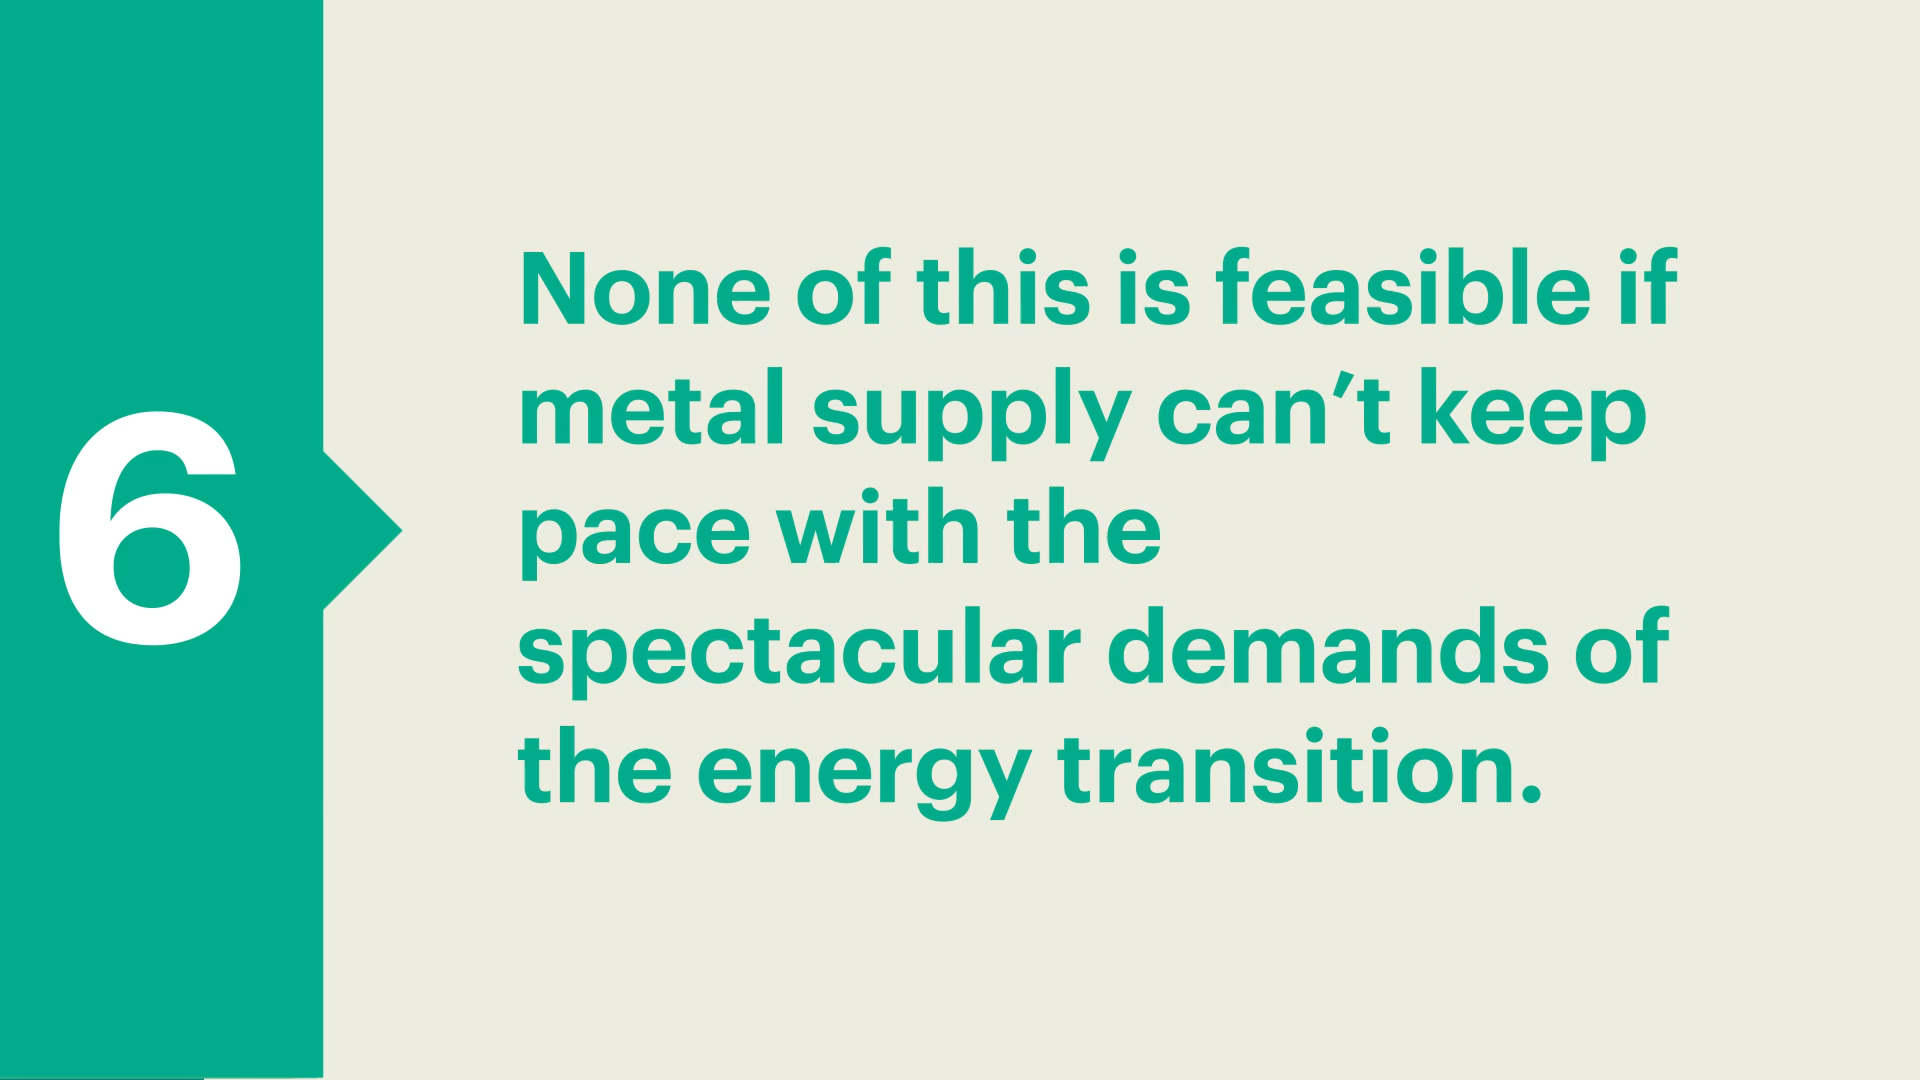 6
None of this is feasible if
metal supply can’t keep
pace with the
spectacular demands of
the energy transition.